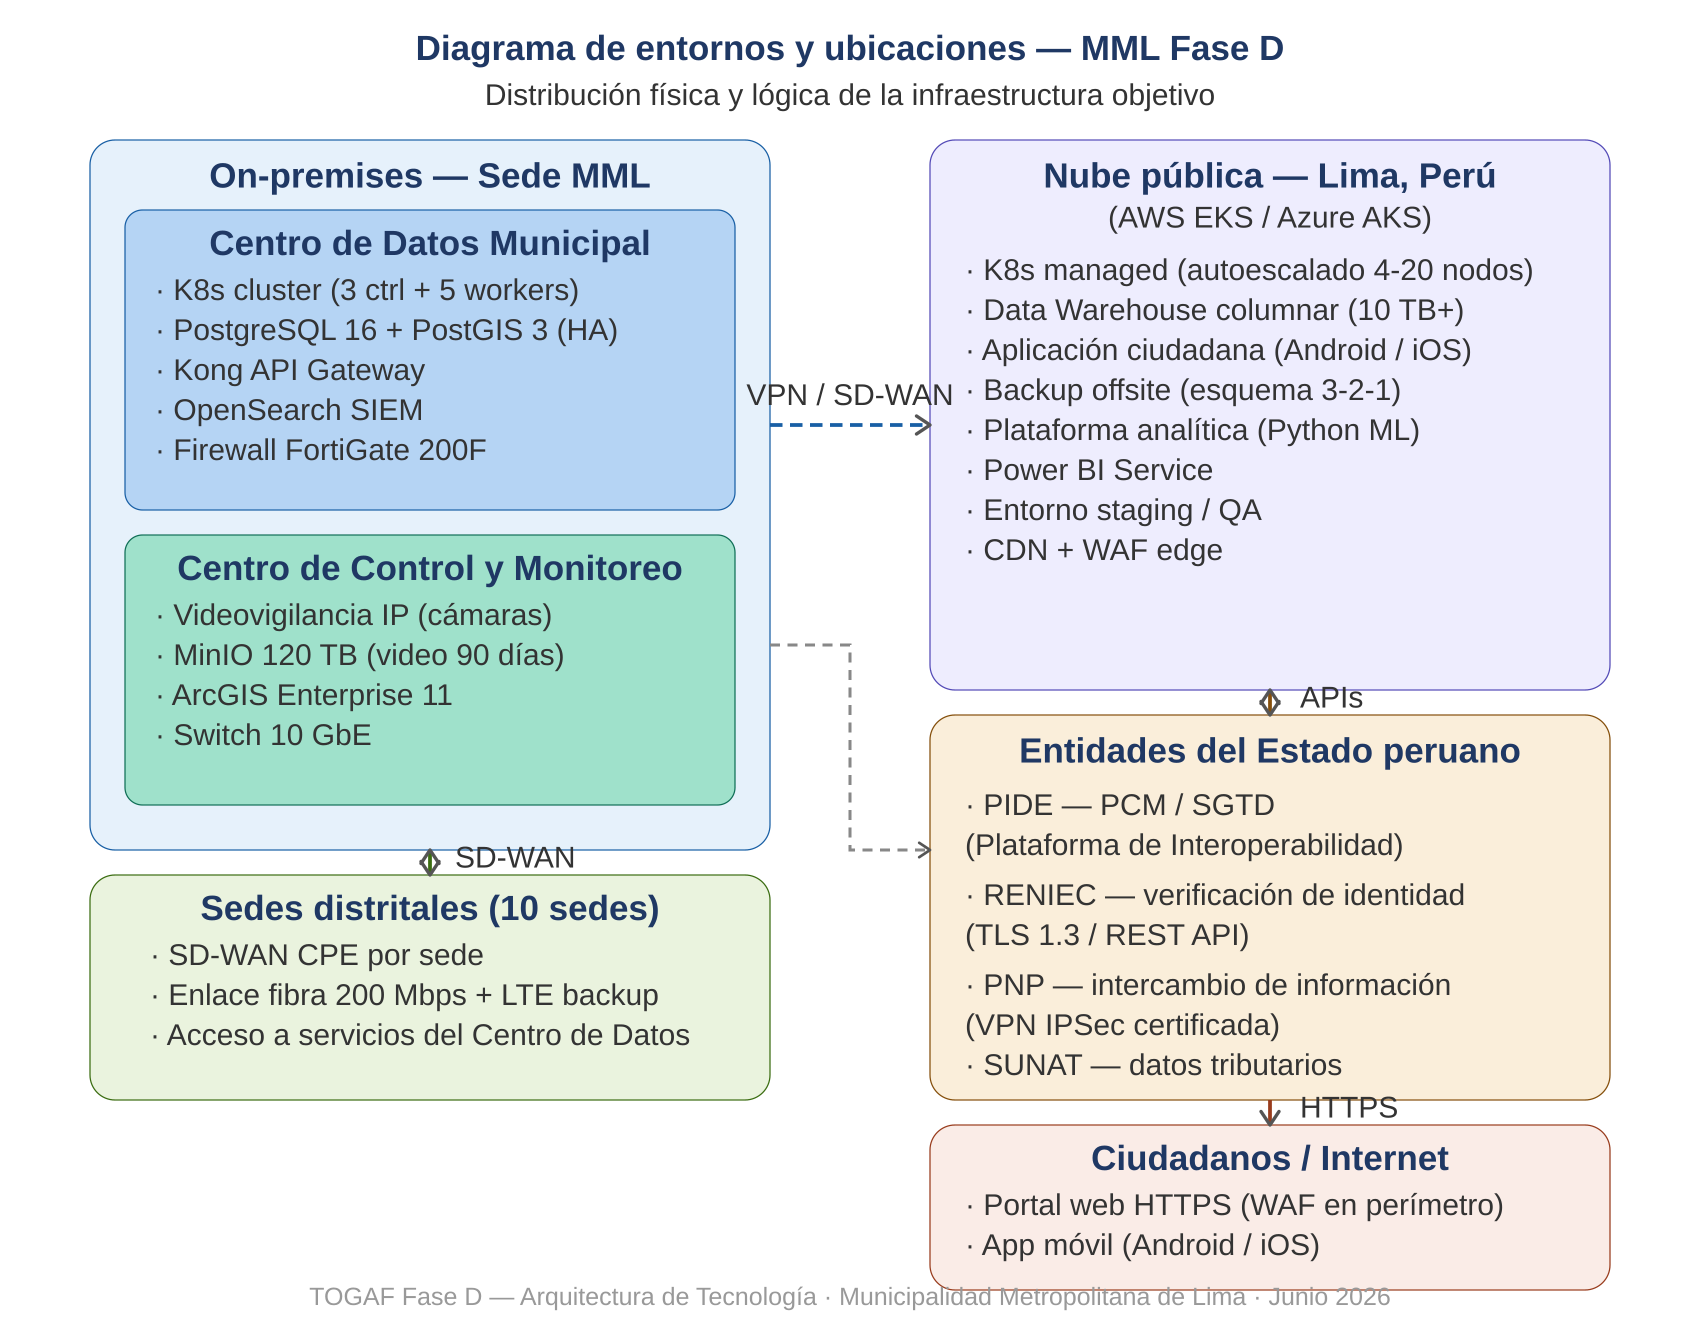 Diagrama de entornos y ubicaciones — MML Fase D
Distribución física y lógica de la infraestructura objetivo
On-premises — Sede MML
Centro de Datos Municipal
· K8s cluster (3 ctrl + 5 workers)
· PostgreSQL 16 + PostGIS 3 (HA)
· Kong API Gateway
· OpenSearch SIEM
· Firewall FortiGate 200F
Centro de Control y Monitoreo
· Videovigilancia IP (cámaras)
· MinIO 120 TB (video 90 días)
· ArcGIS Enterprise 11
· Switch 10 GbE
SD-WAN
Sedes distritales (10 sedes)
· SD-WAN CPE por sede
· Enlace fibra 200 Mbps + LTE backup
· Acceso a servicios del Centro de Datos
VPN / SD-WAN
Nube pública — Lima, Perú
(AWS EKS / Azure AKS)
· K8s managed (autoescalado 4-20 nodos)
· Data Warehouse columnar (10 TB+)
· Aplicación ciudadana (Android / iOS)
· Backup offsite (esquema 3-2-1)
· Plataforma analítica (Python ML)
· Power BI Service
· Entorno staging / QA
· CDN + WAF edge
APIs
Entidades del Estado peruano
· PIDE — PCM / SGTD
(Plataforma de Interoperabilidad)
· RENIEC — verificación de identidad
(TLS 1.3 / REST API)
· PNP — intercambio de información
(VPN IPSec certificada)
· SUNAT — datos tributarios
HTTPS
Ciudadanos / Internet
· Portal web HTTPS (WAF en perímetro)
· App móvil (Android / iOS)
TOGAF Fase D — Arquitectura de Tecnología · Municipalidad Metropolitana de Lima · Junio 2026